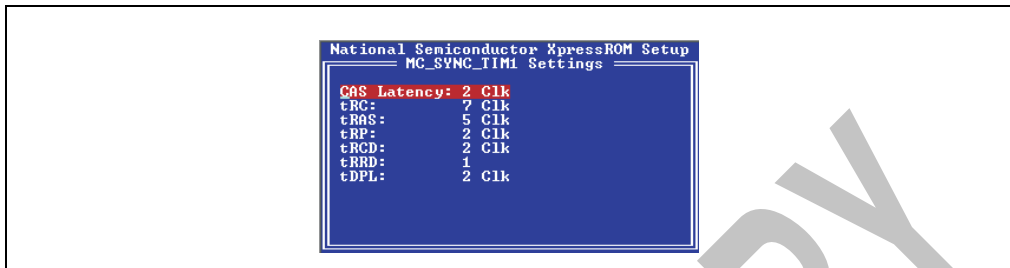 National Semiconductor XpressROM Setup
MC_SYNC_TIM1 Settings
CAS Latency: 2 Clk
tRC: 7 Clk
tRAS: 5 Clk
tRP: 2 Clk
tRCD: 2 Clk
tRRD: 1
tDPL: 2 Clk